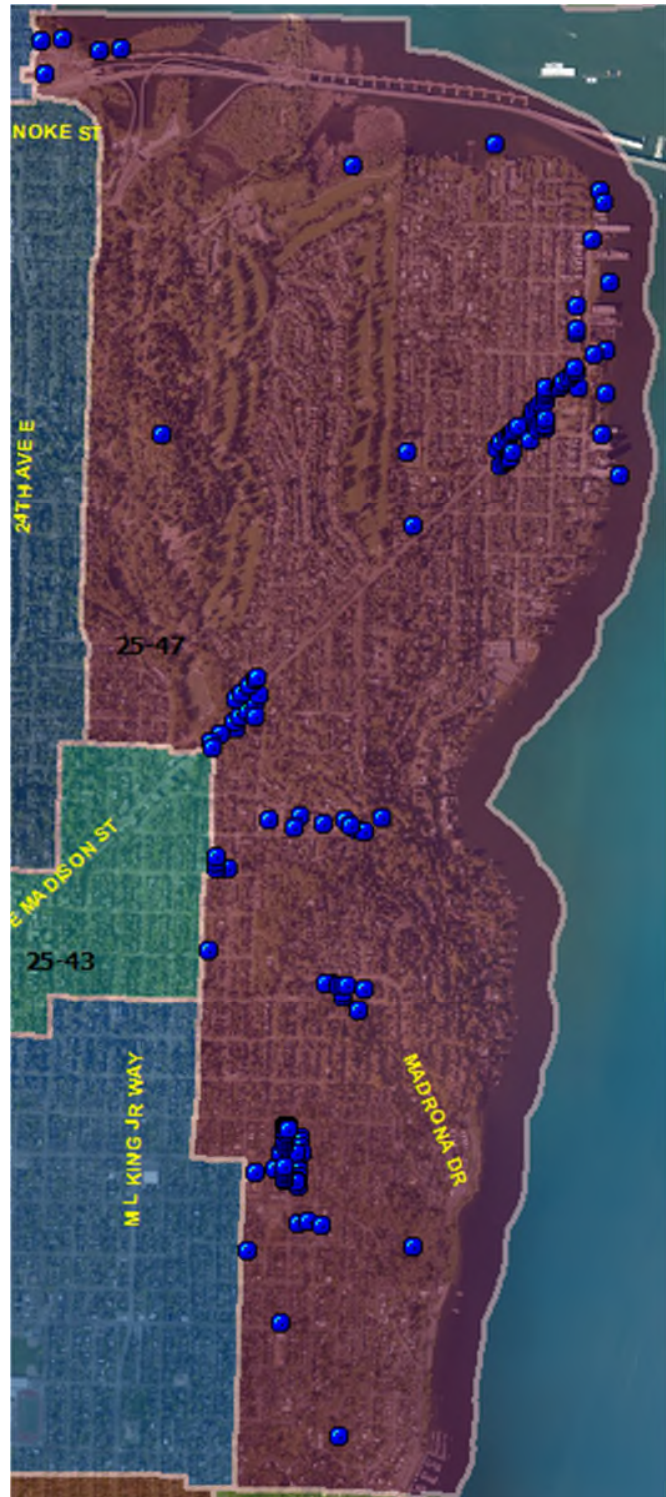 NOKE ST
24TH AVE E
25-47
E MADISON ST
25-43
M L KING JR WAY
MADRONA DR